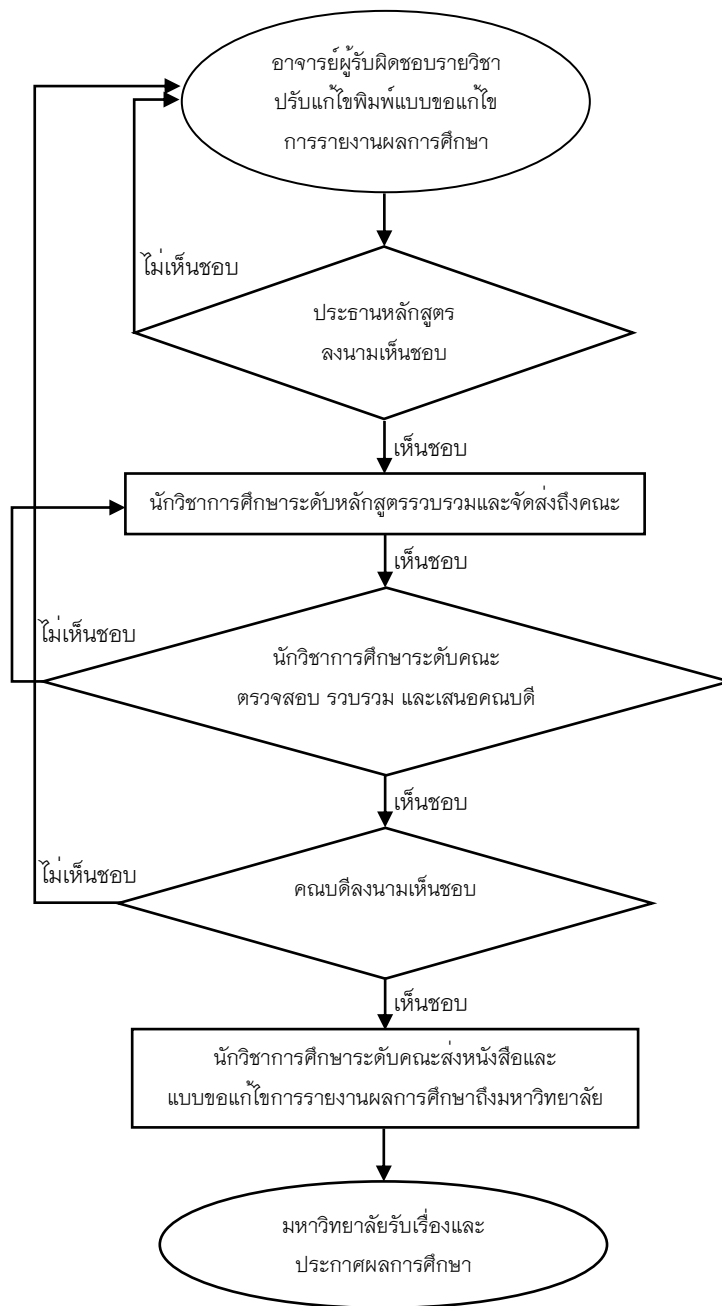 อาจารย์ผู้รับผิดชอบรายวิชา
ปรับแก้ไขพิมพ์แบบขอแก้ไข
การรายงานผลการศึกษา
ไม่เห็นชอบ
ประธานหลักสูตร
ลงนามเห็นชอบ
เห็นชอบ
นักวิชาการศึกษาระดับหลักสูตรรวบรวมและจัดส่งถึงคณะ
เห็นชอบ
ไม่เห็นชอบ
นักวิชาการศึกษาระดับคณะ
ตรวจสอบ รวบรวม และเสนอคณบดี
เห็นชอบ
ไม่เห็นชอบ
คณบดีลงนามเห็นชอบ
เห็นชอบ
นักวิชาการศึกษาระดับคณะส่งหนังสือและ
แบบขอแก้ไขการรายงานผลการศึกษาถึงมหาวิทยาลัย
มหาวิทยาลัยรับเรื่องและ
ประกาศผลการศึกษา